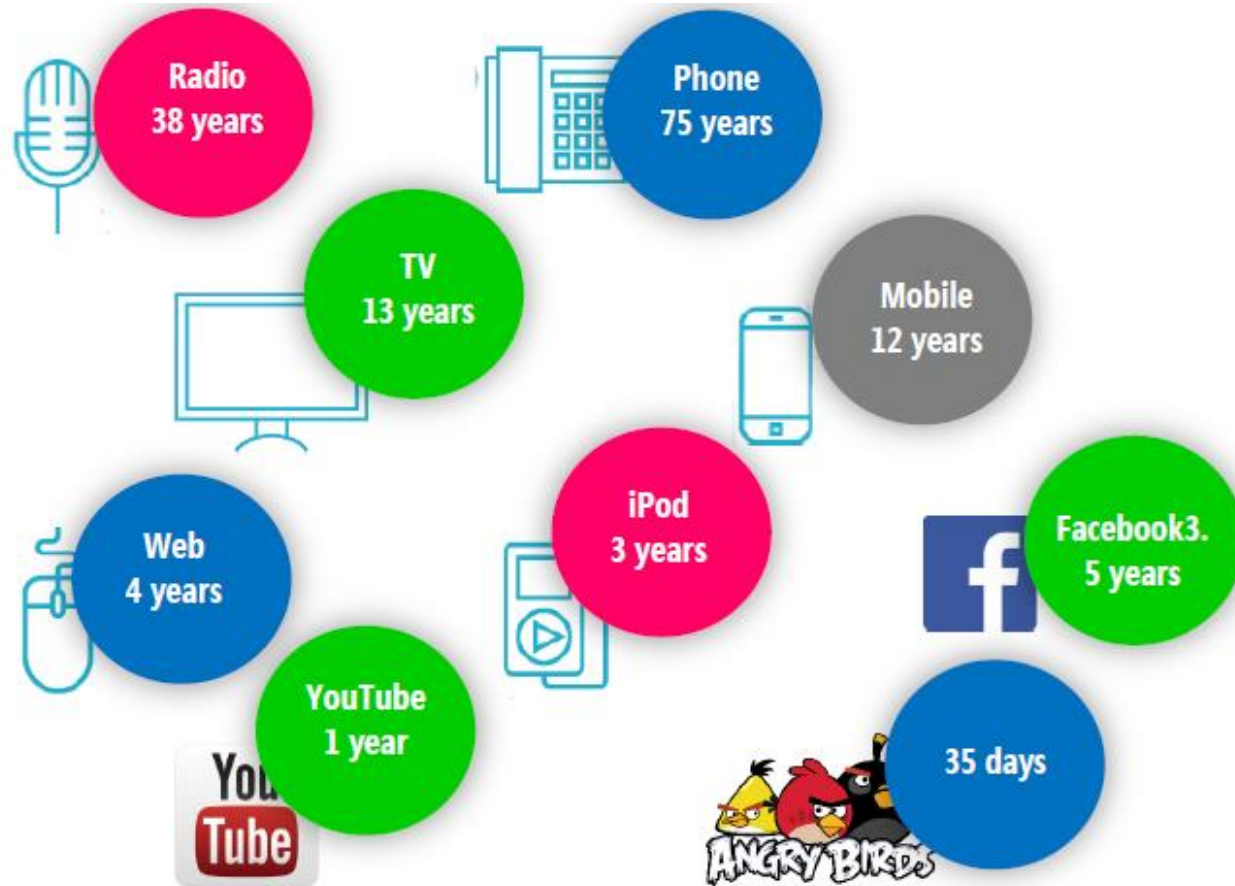 Radio
38 years
Phone
75 years
TV
13 years
Mobile
12 years
iPod
3 years
Facebook3.
5 years
Web
4 years
YouTube
1 year
You
Tube
35 days
ANGRY BIRDS